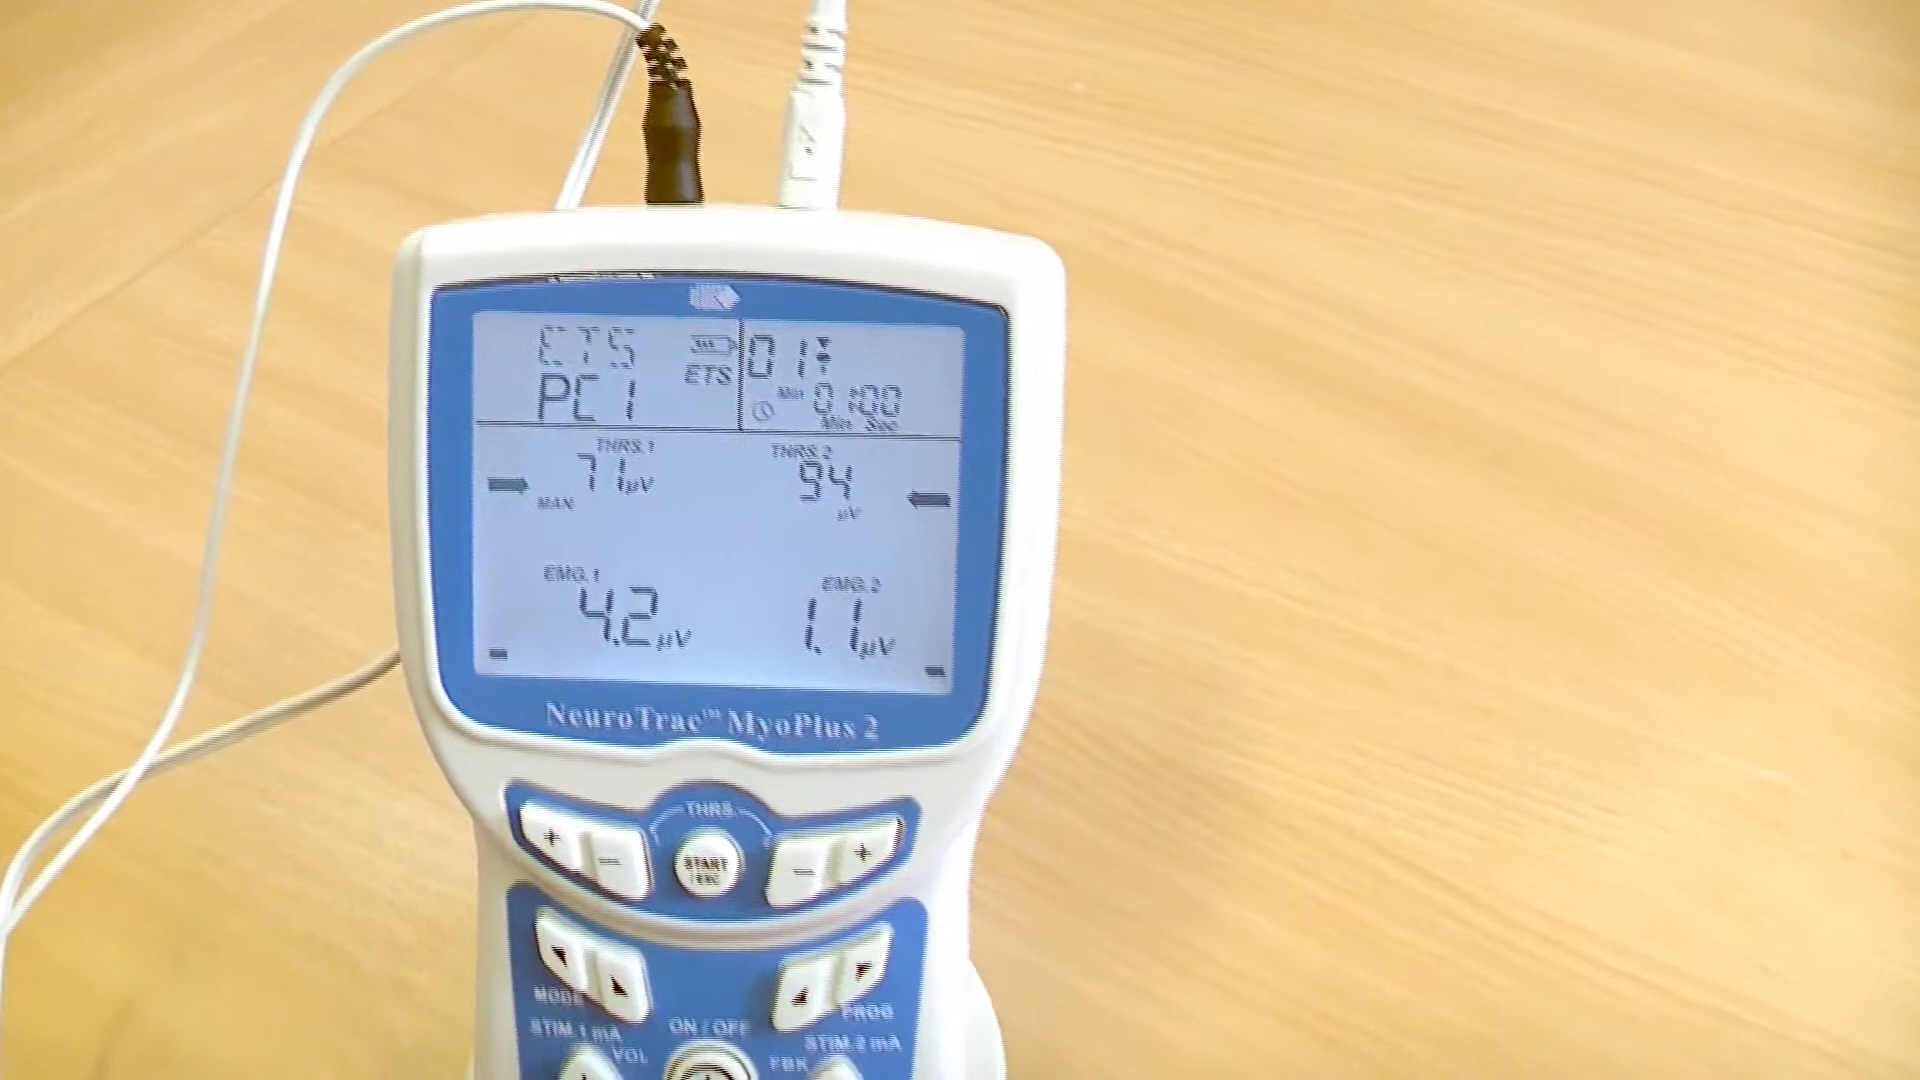 ETS
PC1
ETS
01
Min
01:00
Min Sec
THRS.1
71µV
MAN
THRS.2
94
µV
EMG.1
4.2µV
EMG.2
1.1µV
NeuroTrac™ MyoPlus 2
THRS.
+ − START /ESC − +
MODE
PROG
STIM.1 mA
ON / OFF
STIM.2 mA
VOL
FBK